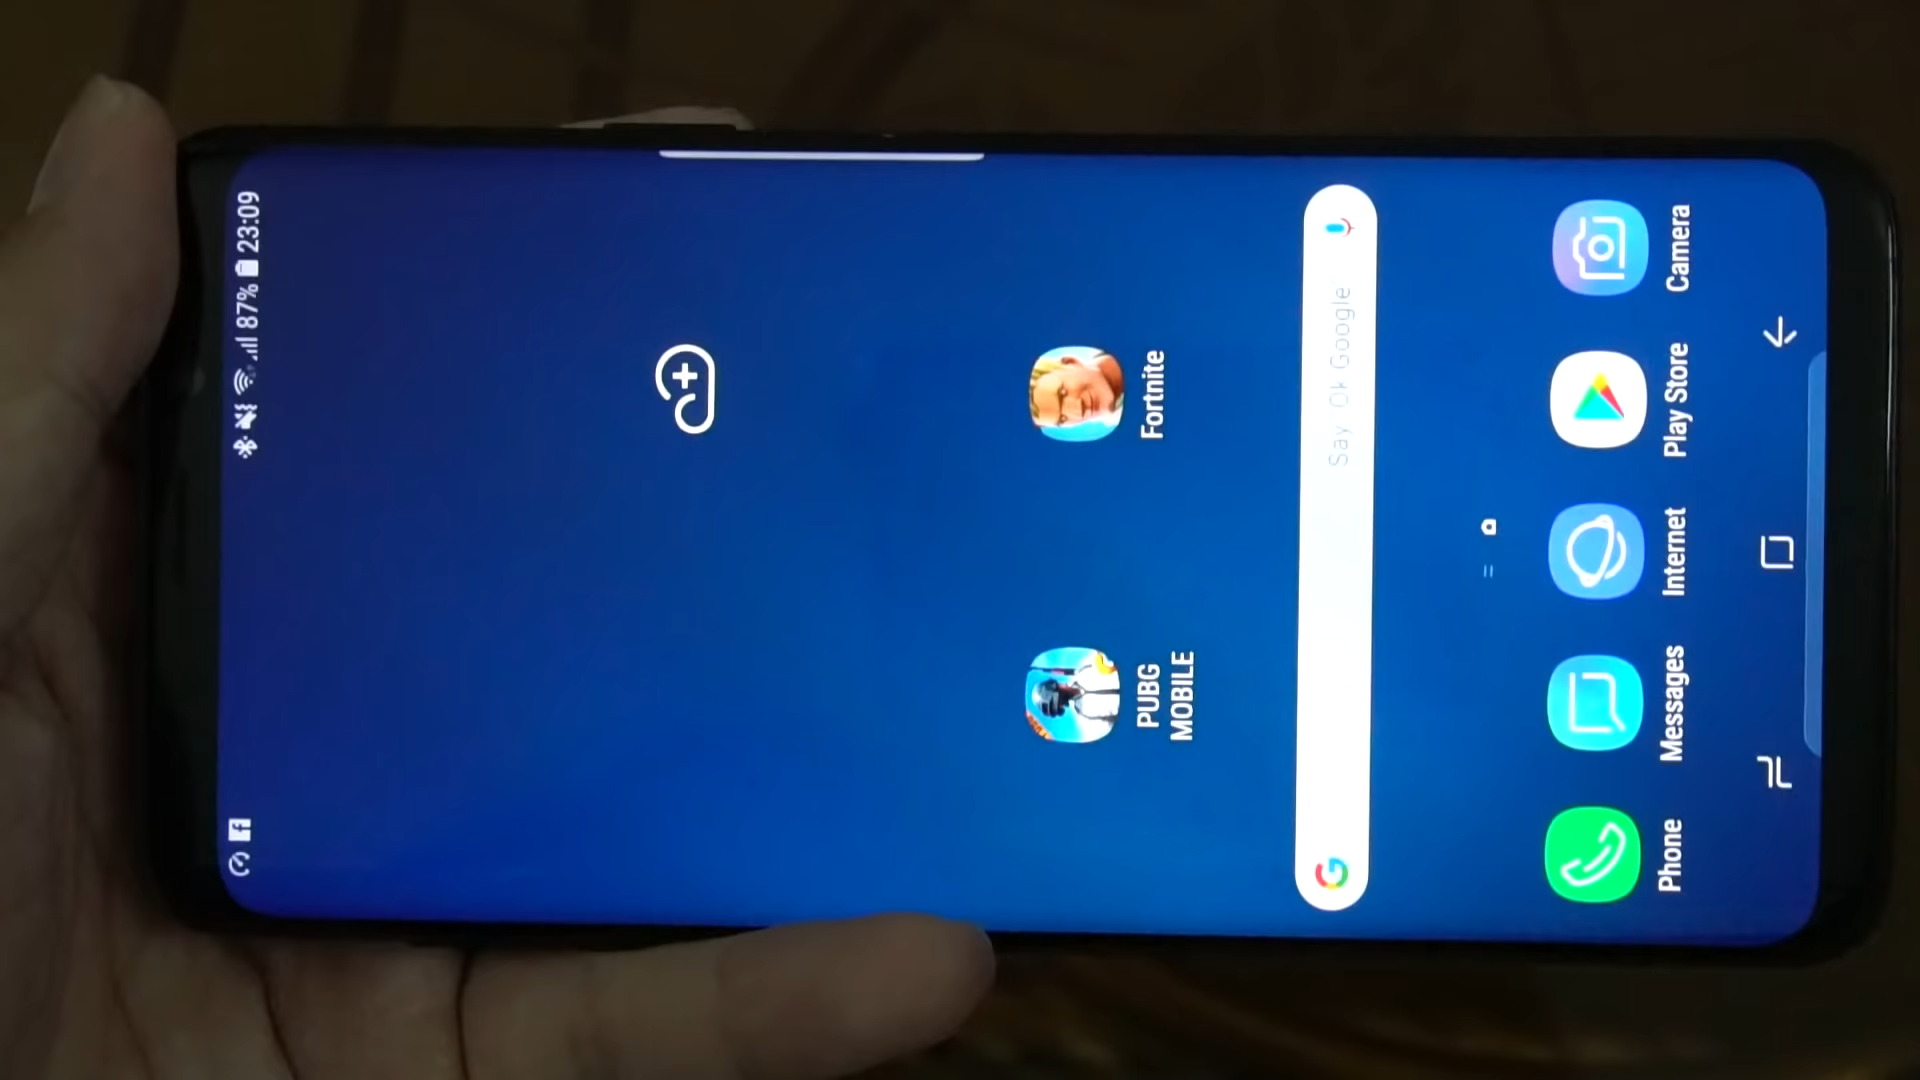 87% 23:09
Fortnite
PUBG
MOBILE
Say Ok Google
Phone
Messages
Internet
Play Store
Camera